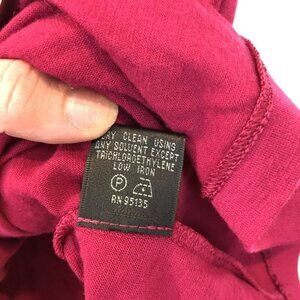 DRY CLEAN USING
ANY SOLVENT EXCEPT
TRICHLOROETHYLENE
LOW IRON
P
RN 95135